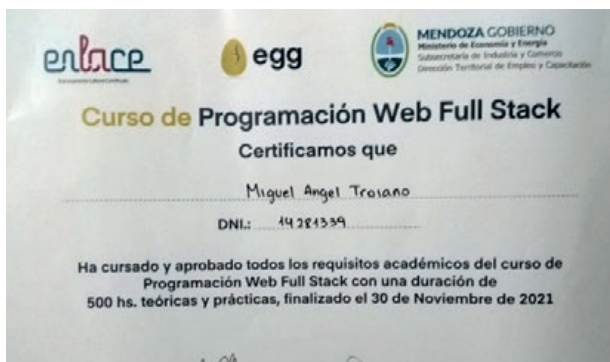 enlace
egg
MENDOZA GOBIERNO
Ministerio de Economía y Energía
Subsecretaría de Industria y Comercio
Dirección Territorial de Empleo y Capacitación
Curso de Programación Web Full Stack
Certificamos que
Miguel Angel Troiano
DNI.: 14281339
Ha cursado y aprobado todos los requisitos académicos del curso de
Programación Web Full Stack con una duración de
500 hs. teóricas y prácticas, finalizado el 30 de Noviembre de 2021